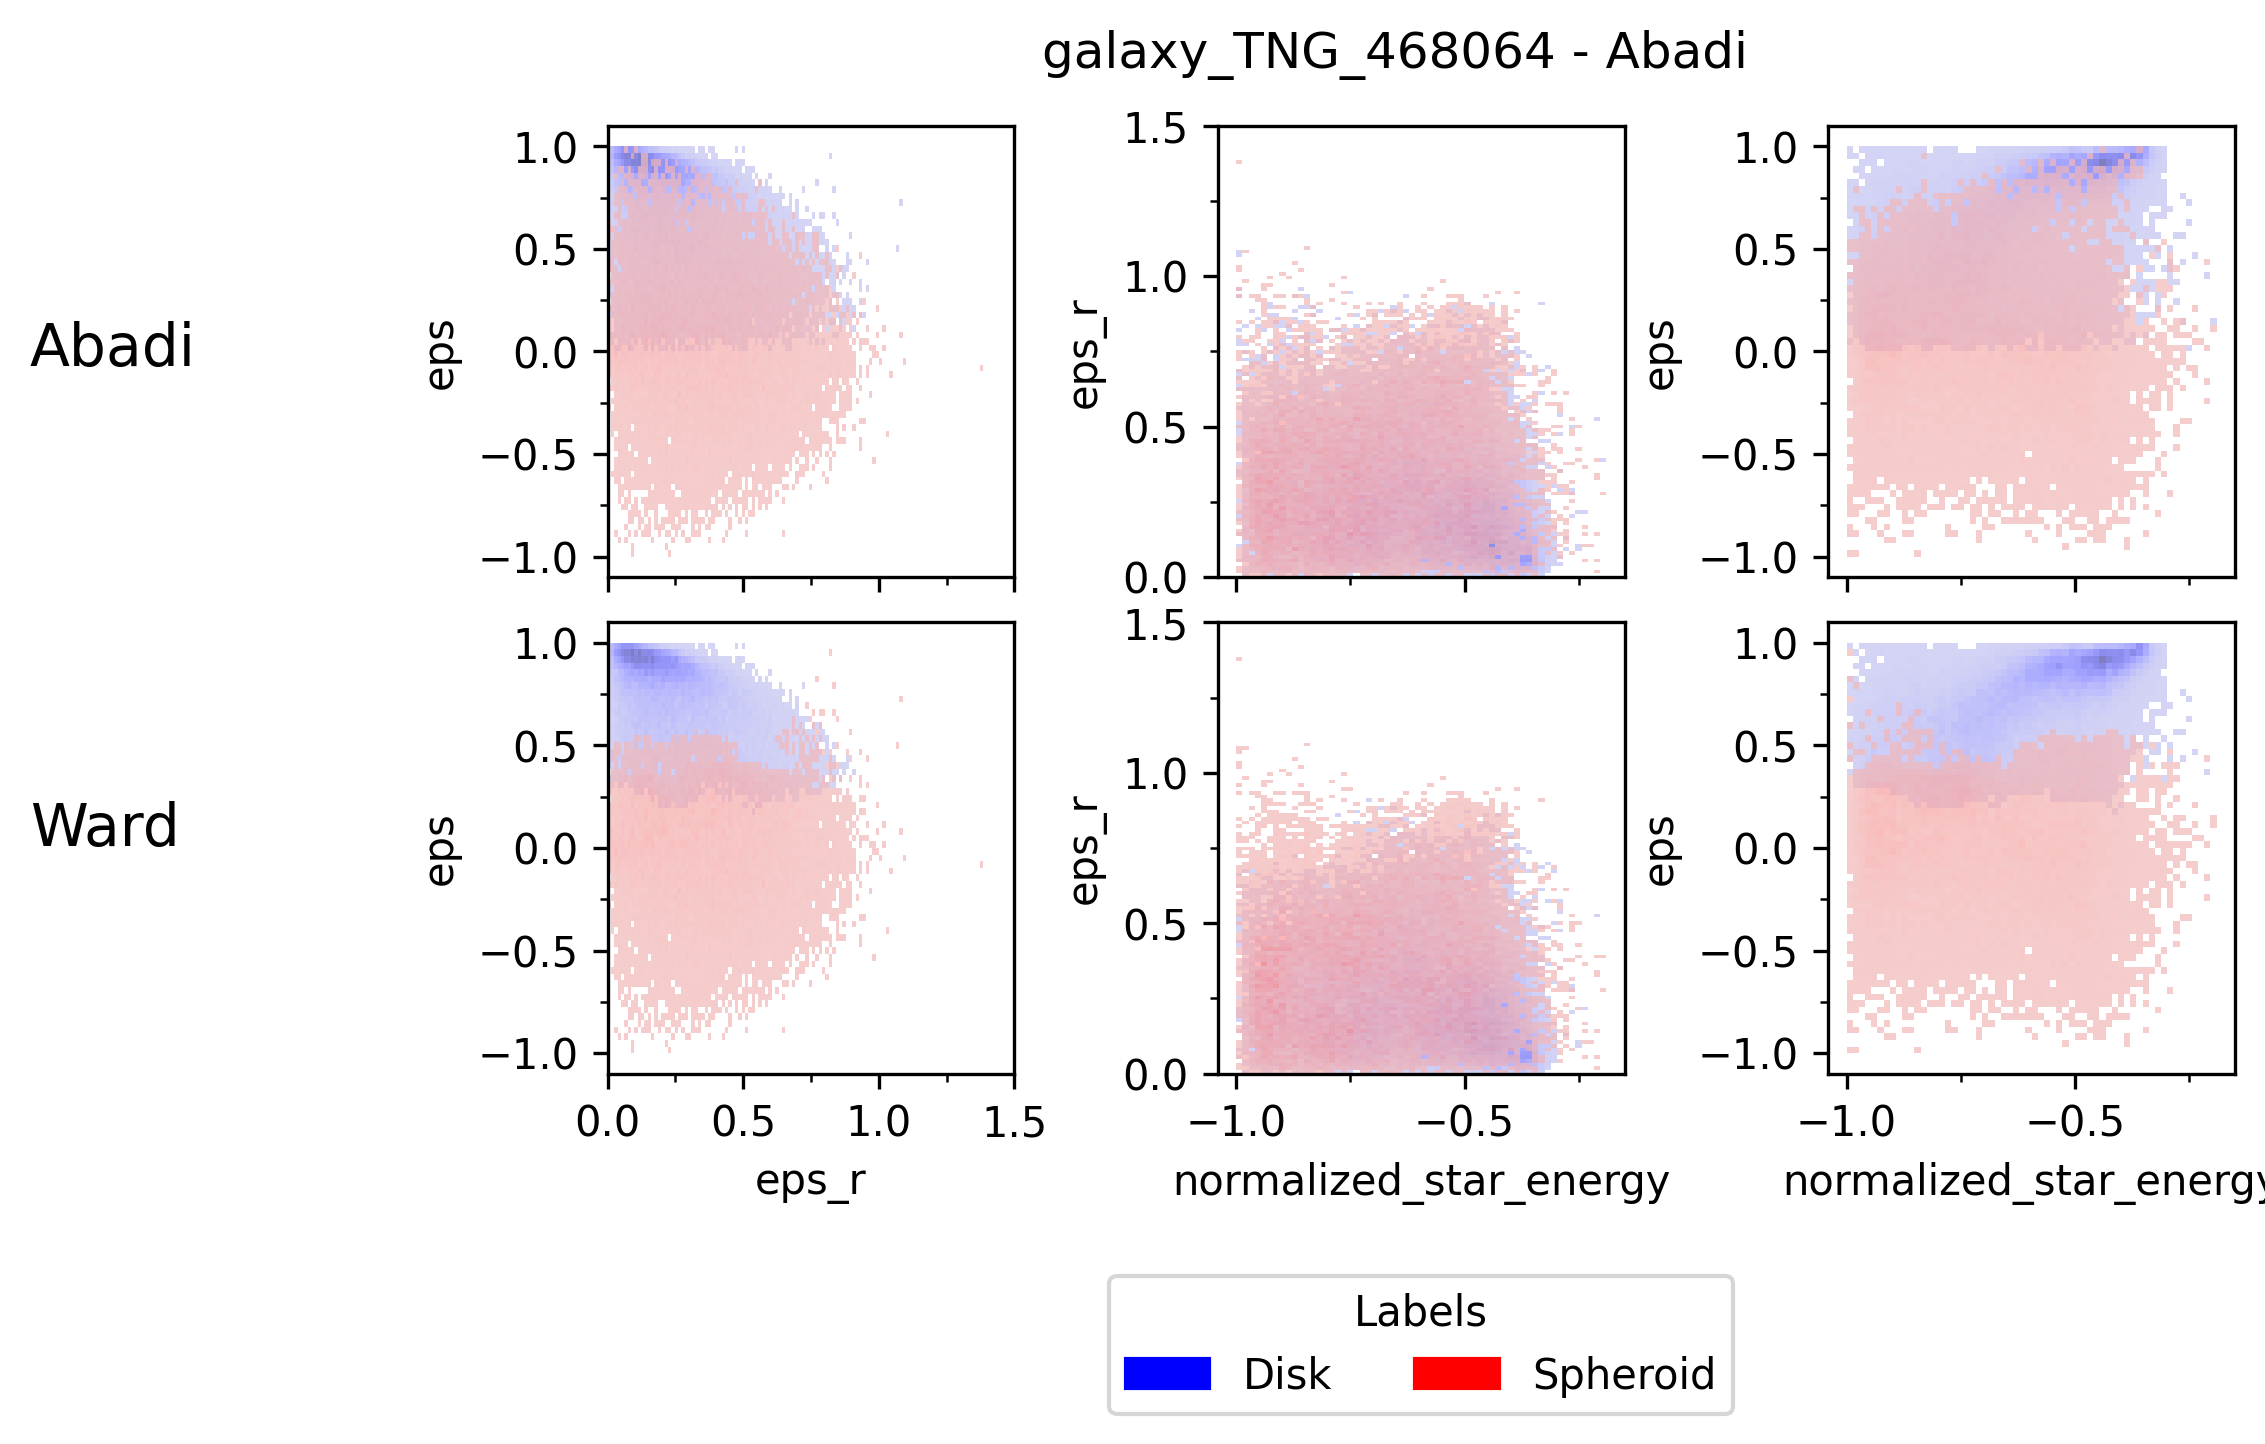 galaxy_TNG_468064 - Abadi
Abadi
eps
1.0
0.5
0.0
−0.5
−1.0
eps_r
1.5
1.0
0.5
0.0
eps
1.0
0.5
0.0
−0.5
−1.0
Ward
eps
1.0
0.5
0.0
−0.5
−1.0
0.0 0.5 1.0 1.5
eps_r
eps_r
1.5
1.0
0.5
0.0
−1.0 −0.5
normalized_star_energy
eps
1.0
0.5
0.0
−0.5
−1.0
−1.0 −0.5
normalized_star_energy
Labels
Disk Spheroid